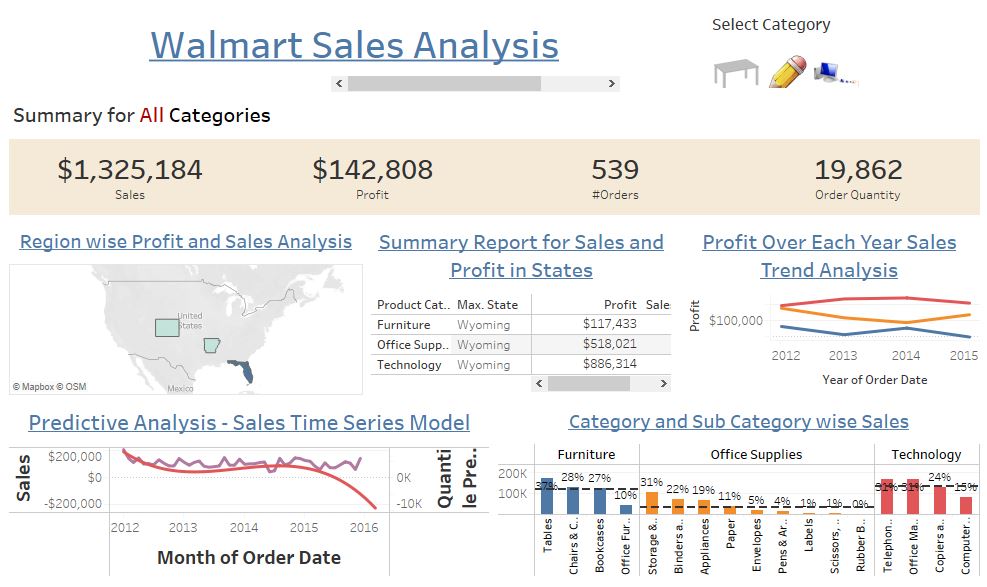 Walmart Sales Analysis
Select Category
Summary for All Categories
$1,325,184
Sales
$142,808
Profit
539
#Orders
19,862
Order Quantity
Region wise Profit and Sales Analysis
United
States
Mexico
© Mapbox © OSM
Summary Report for Sales and
Profit in States
Product Cat.. Max. State Profit Sales
Furniture Wyoming $117,433
Office Supp.. Wyoming $518,021
Technology Wyoming $886,314
Profit Over Each Year Sales
Trend Analysis
Profit
$100,000
2012 2013 2014 2015
Year of Order Date
Predictive Analysis - Sales Time Series Model
Sales
$200,000
$0
-$200,000
0K
-10K
Quanti
le Pre..
2012 2013 2014 2015 2016
Month of Order Date
Category and Sub Category wise Sales
Furniture Office Supplies Technology
200K
100K
37% 28% 27% 10% 31% 22% 19% 11% 5% 4% 1% 1% 0% 31% 31% 24% 15%
Tables
Chairs & C..
Bookcases
Office Fur..
Storage &..
Binders a..
Appliances
Paper
Envelopes
Pens & Ar..
Labels
Scissors, ..
Rubber B..
Telephon..
Office Ma..
Copiers a..
Computer..